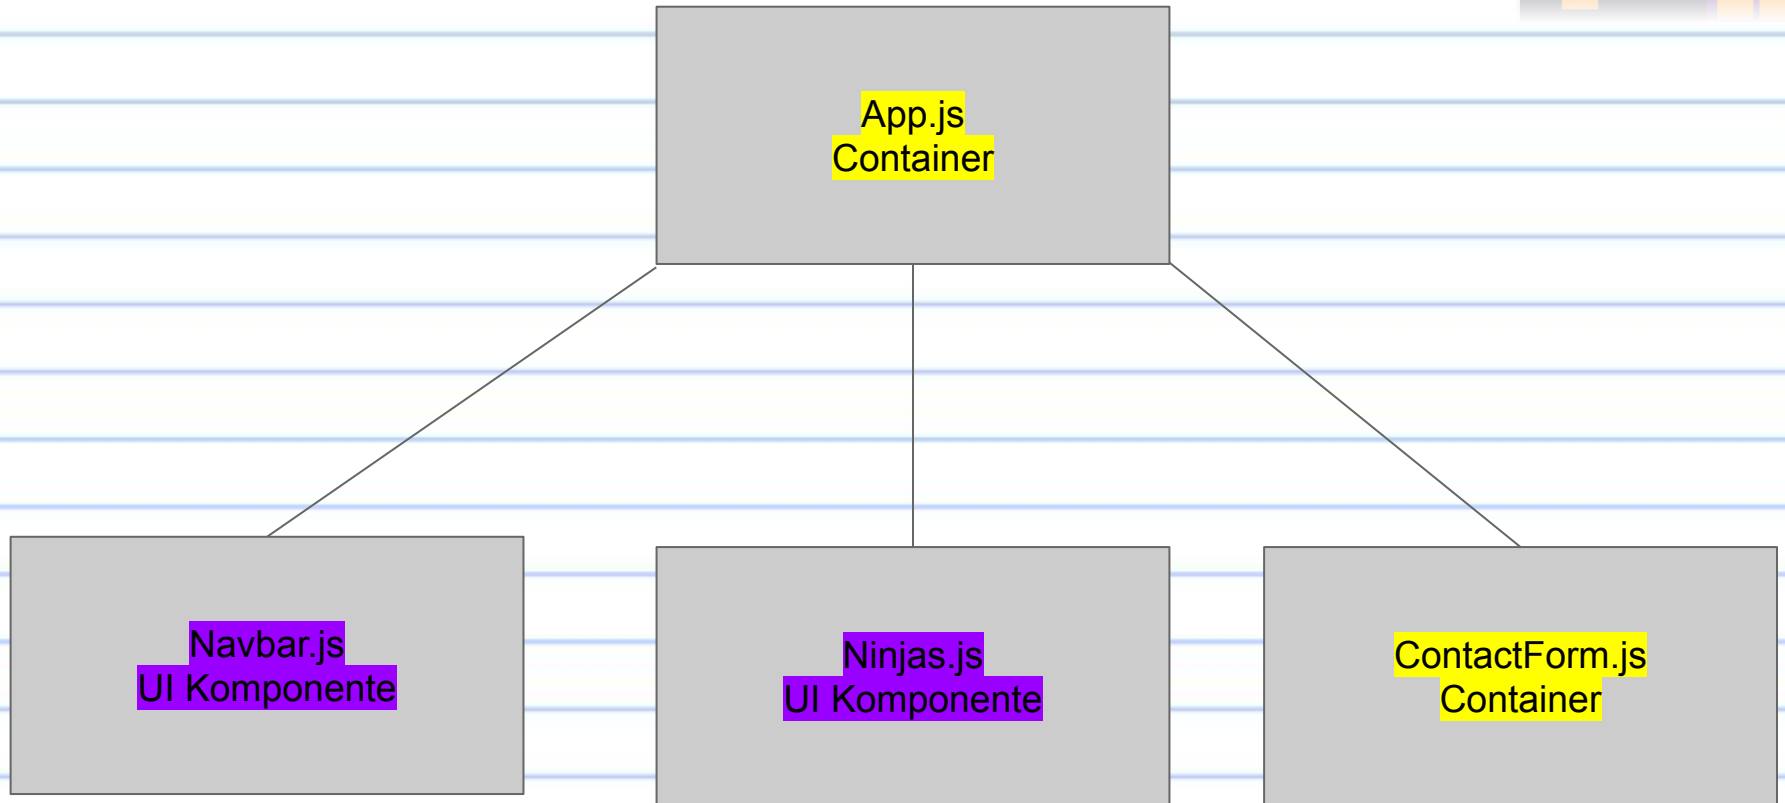 App.js
Container
Navbar.js
UI Komponente
Ninjas.js
UI Komponente
ContactForm.js
Container